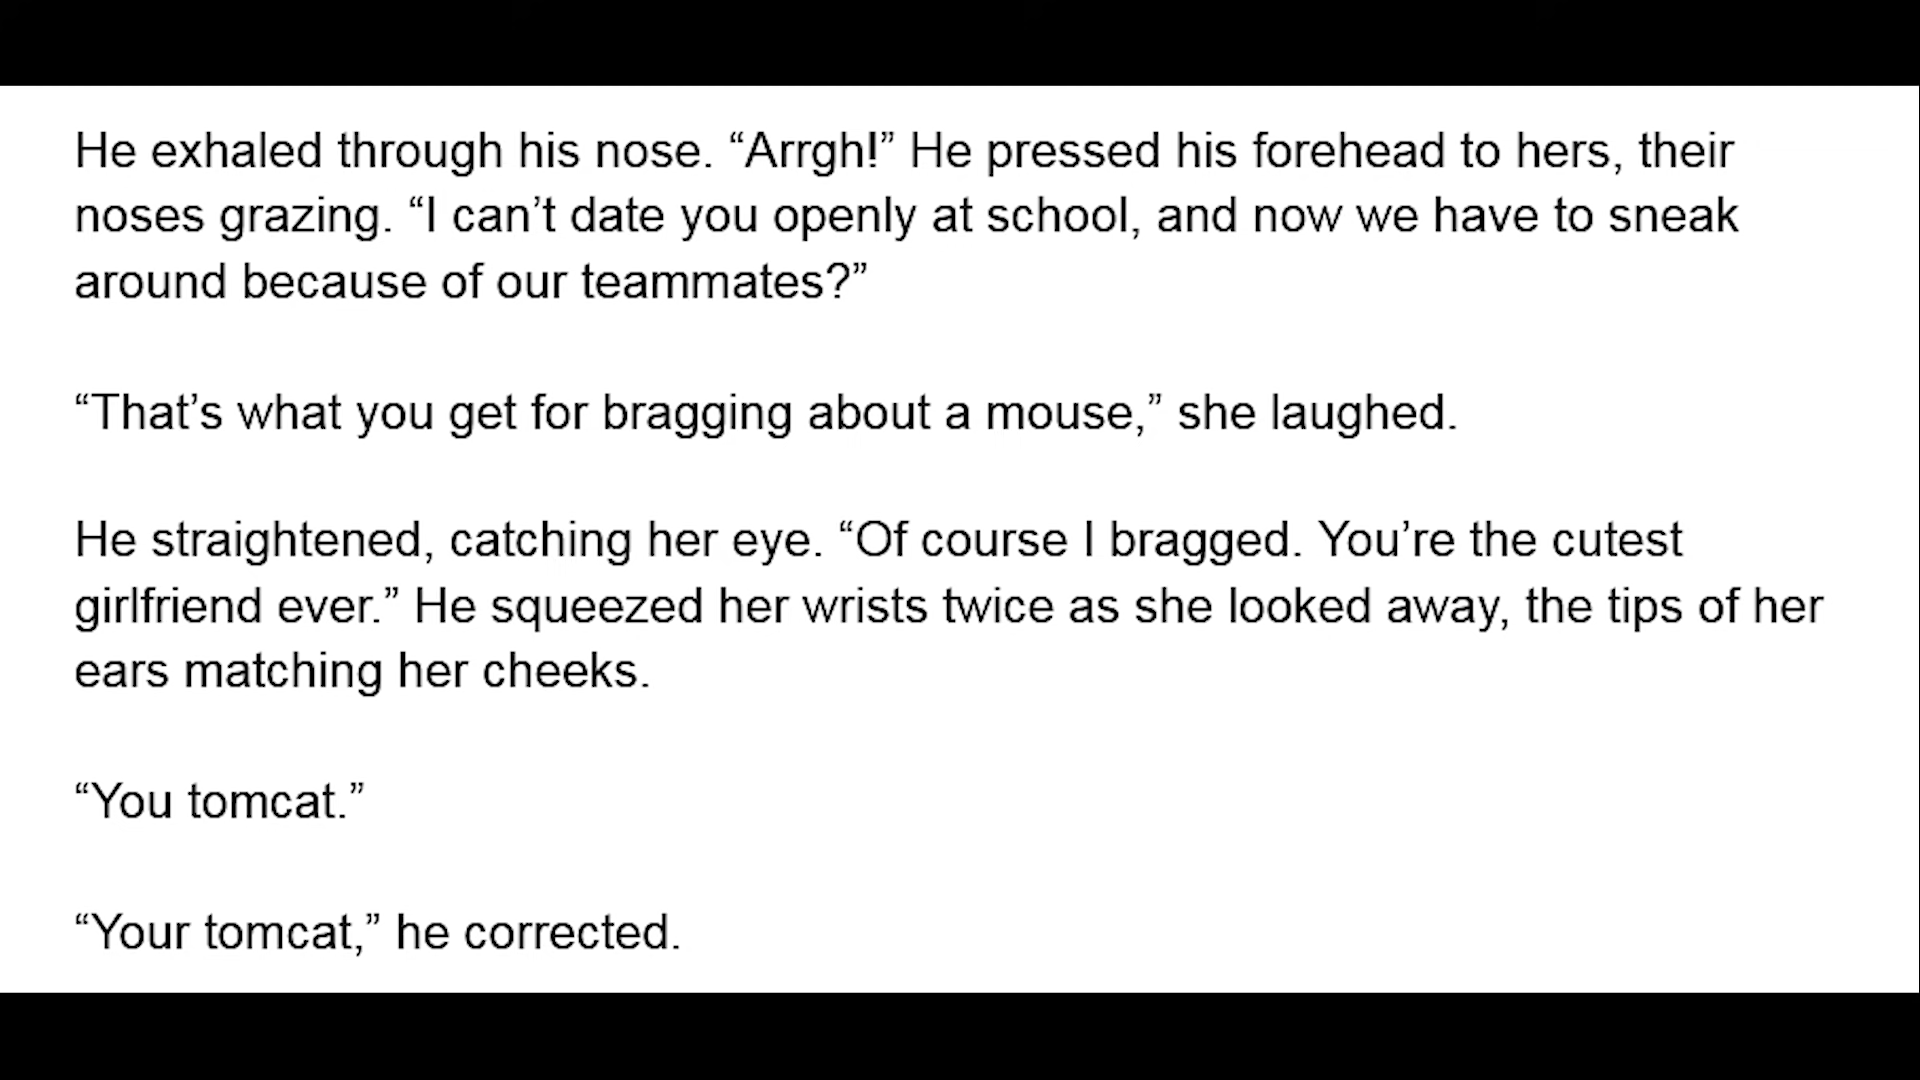 He exhaled through his nose. “Arrgh!” He pressed his forehead to hers, their
noses grazing. “I can’t date you openly at school, and now we have to sneak
around because of our teammates?”
“That’s what you get for bragging about a mouse,” she laughed.
He straightened, catching her eye. “Of course I bragged. You’re the cutest
girlfriend ever.” He squeezed her wrists twice as she looked away, the tips of her
ears matching her cheeks.
“You tomcat.”
“Your tomcat,” he corrected.